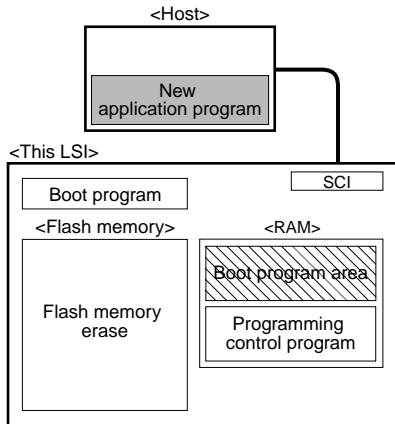 <Host>
New
application program
<This LSI>
SCI
Boot program
<Flash memory>
<RAM>
Boot program area
Flash memory
erase
Programming
control program